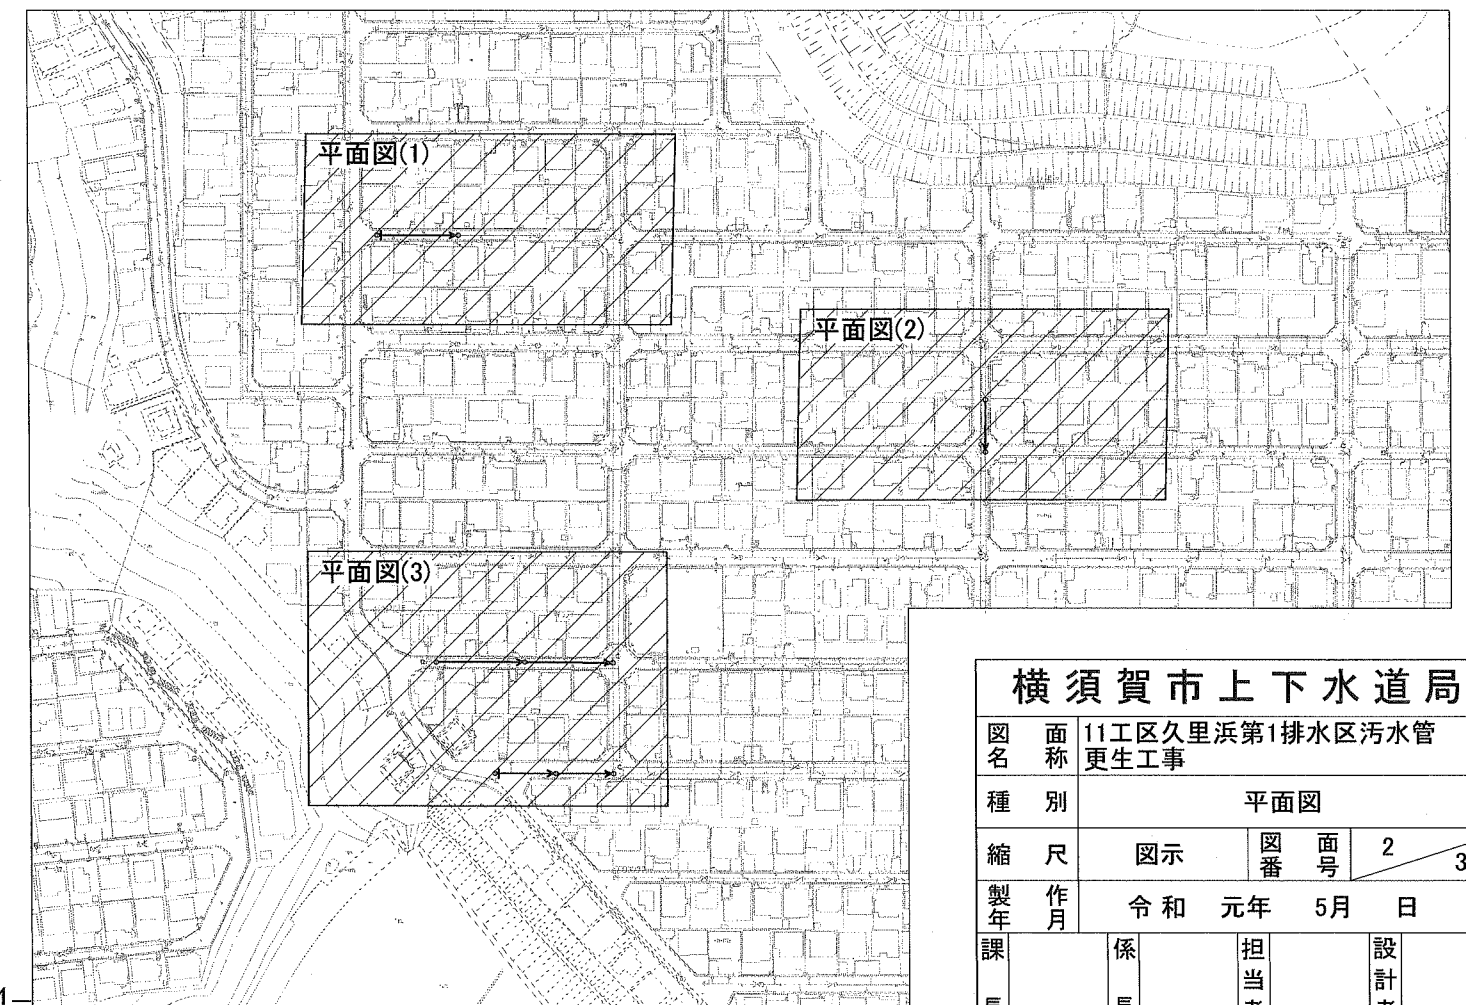 平面図(1)
平面図(2)
平面図(3)
横須賀市上下水道局
図面名称 11工区久里浜第1排水区汚水管
更生工事
種別 平面図
縮尺 図示 図面番号 2/3
製作年月 令和 元年 5月 日
課長 係長 担当者 設計者